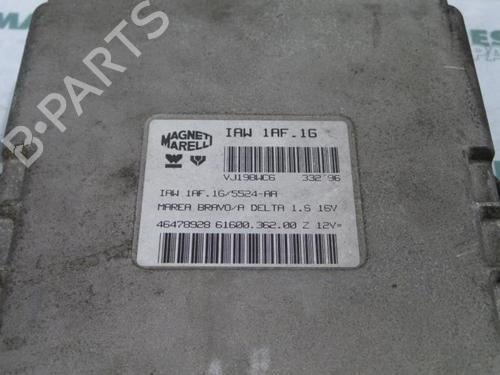 B-PARTS
MAGNETI MARELLI
IAW 1AF.16
VJ198WC6 332'96
IAW 1AF.16/5524-AA
MAREA BRAVO/A DELTA 1.6 16V
46478928 61600.362.00 Z 12V=